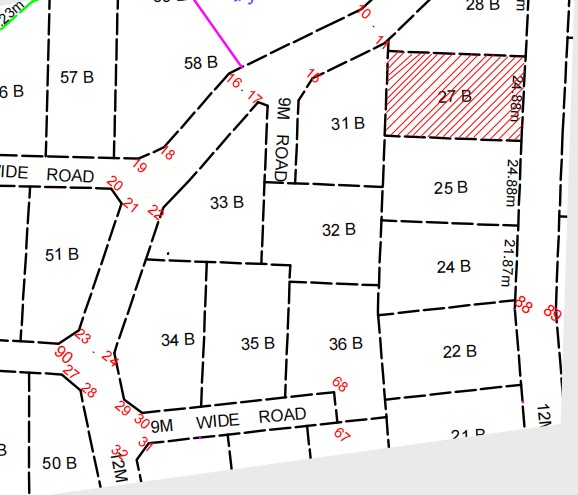 .23m
28 B
10
11
58 B
57 B
6 B
16
17
9M ROAD
15
31 B
27 B
24.88m
18
19
IDE ROAD
20
21
22
33 B
25 B
24.88m
32 B
51 B
24 B
21.87m
88
89
23
90
24
34 B
35 B
36 B
22 B
27
28
68
29
30
9M WIDE ROAD
67
31
32
50 B
12M
21 B
12M
B